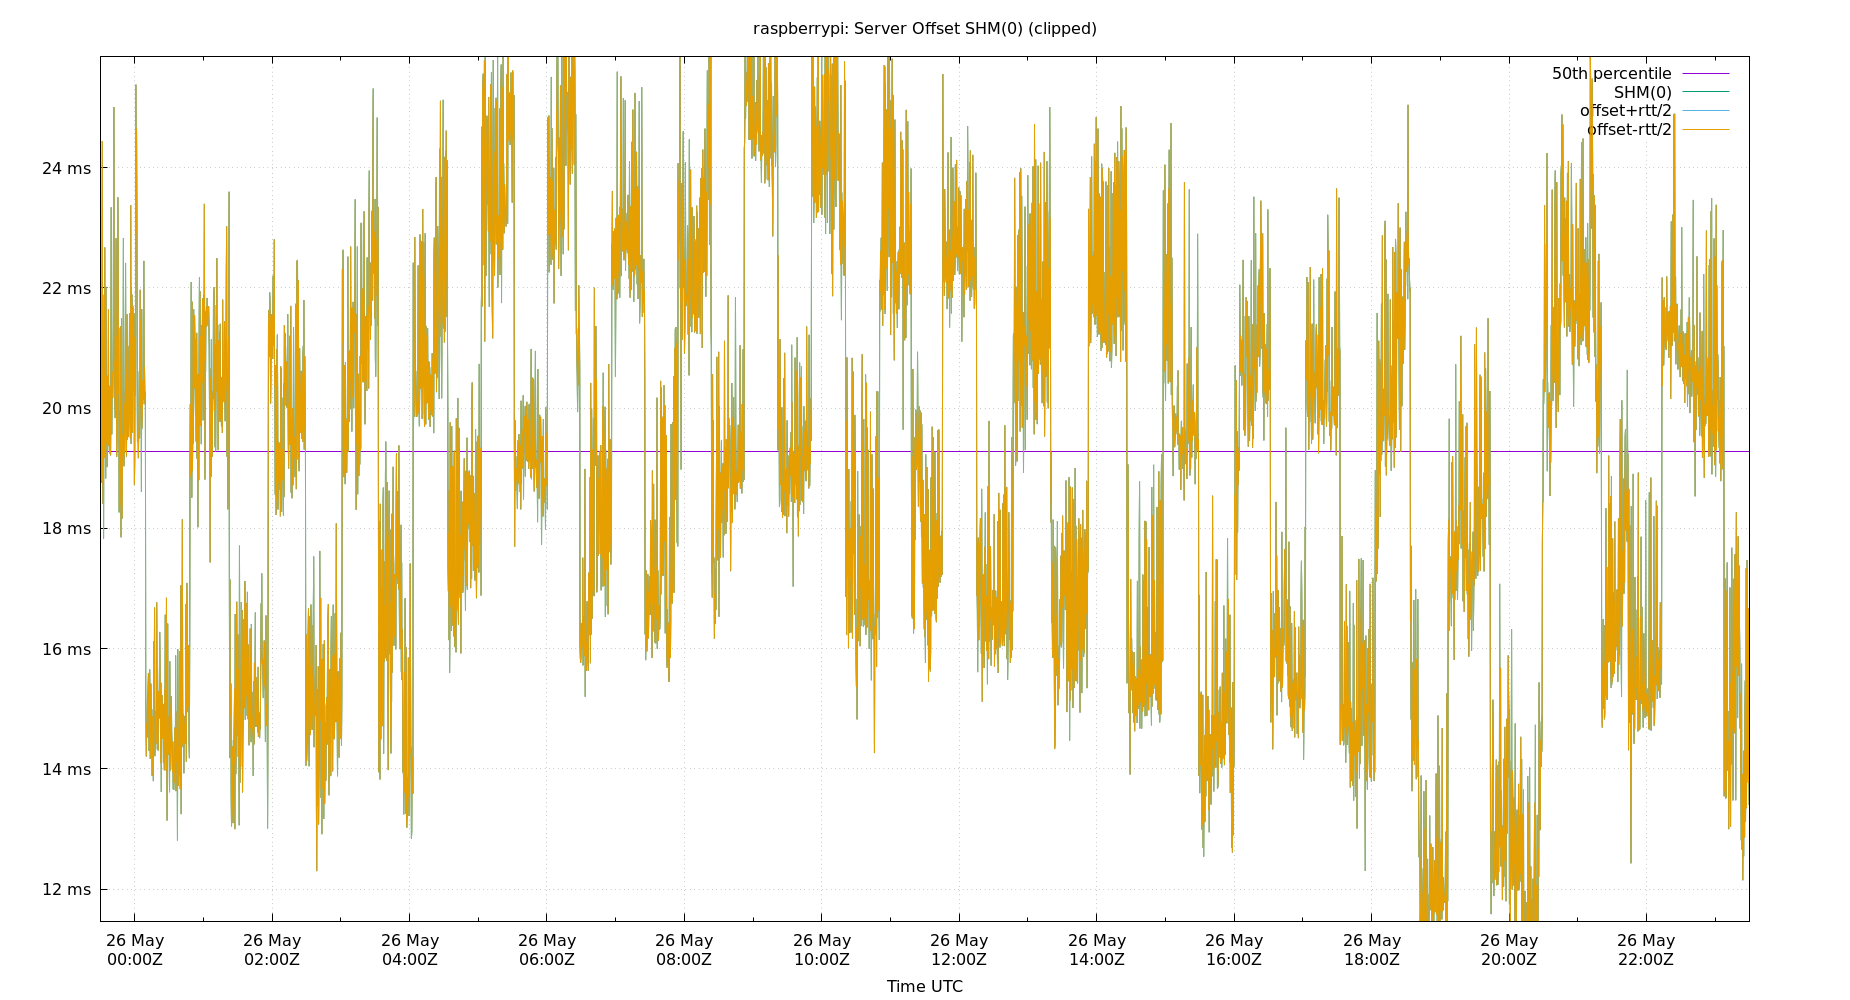 raspberrypi: Server Offset SHM(0) (clipped)
50th percentile
SHM(0)
offset+rtt/2
offset-rtt/2
24 ms
22 ms
20 ms
18 ms
16 ms
14 ms
12 ms
26 May 26 May 26 May 26 May 26 May 26 May 26 May 26 May 26 May 26 May 26 May 26 May
00:00Z 02:00Z 04:00Z 06:00Z 08:00Z 10:00Z 12:00Z 14:00Z 16:00Z 18:00Z 20:00Z 22:00Z
Time UTC